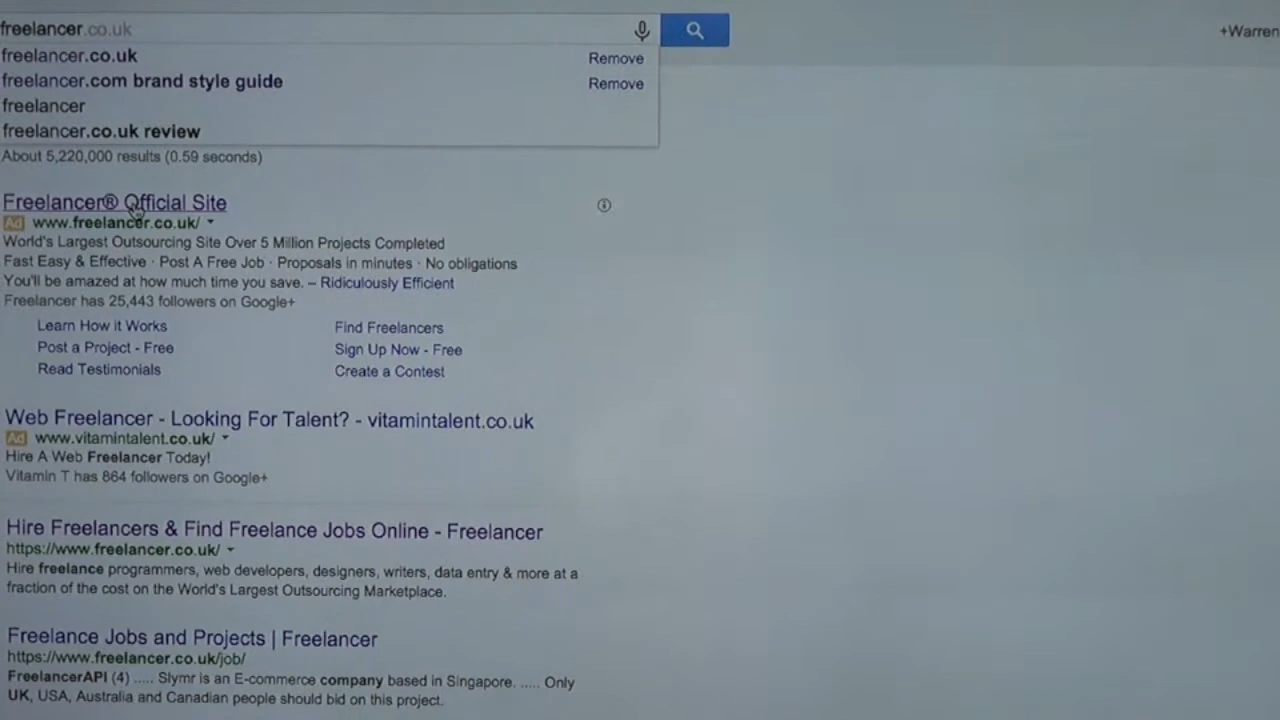 freelancer.co.uk
+Warren
freelancer.co.uk Remove
freelancer.com brand style guide Remove
freelancer
freelancer.co.uk review
About 5,220,000 results (0.59 seconds)
Freelancer® Official Site
Ad www.freelancer.co.uk/
World's Largest Outsourcing Site Over 5 Million Projects Completed
Fast Easy & Effective · Post A Free Job · Proposals in minutes · No obligations
You'll be amazed at how much time you save. – Ridiculously Efficient
Freelancer has 25,443 followers on Google+
Learn How it Works Find Freelancers
Post a Project - Free Sign Up Now - Free
Read Testimonials Create a Contest
Web Freelancer - Looking For Talent? - vitamintalent.co.uk
Ad www.vitamintalent.co.uk/
Hire A Web Freelancer Today!
Vitamin T has 864 followers on Google+
Hire Freelancers & Find Freelance Jobs Online - Freelancer
https://www.freelancer.co.uk/
Hire freelance programmers, web developers, designers, writers, data entry & more at a
fraction of the cost on the World's Largest Outsourcing Marketplace.
Freelance Jobs and Projects | Freelancer
https://www.freelancer.co.uk/job/
FreelancerAPI (4) ..... Slymr is an E-commerce company based in Singapore. ..... Only
UK, USA, Australia and Canadian people should bid on this project.